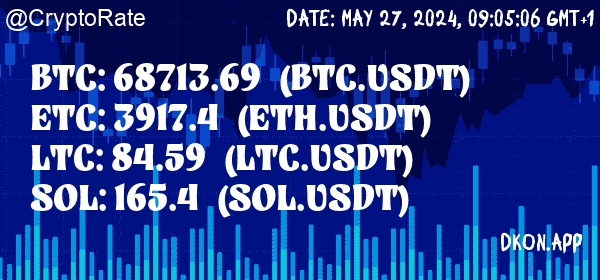 @CryptoRate
DATE: MAY 27, 2024, 09:05:06 GMT+1
BTC: 68713.69 (BTC.USDT)
ETC: 3917.4 (ETH.USDT)
LTC: 84.59 (LTC.USDT)
SOL: 165.4 (SOL.USDT)
DKON.APP